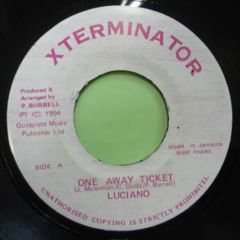 XTERMINATOR
Produced &
Arranged by
P. BURRELL
(P) (C) 1994
Goldplate Music
Publisher Ltd
Made in Jamaica,
West Indies
SIDE A
ONE AWAY TICKET
LUCIANO
UNAUTHORISED COPYING IS STRICTLY PROHIBITED.